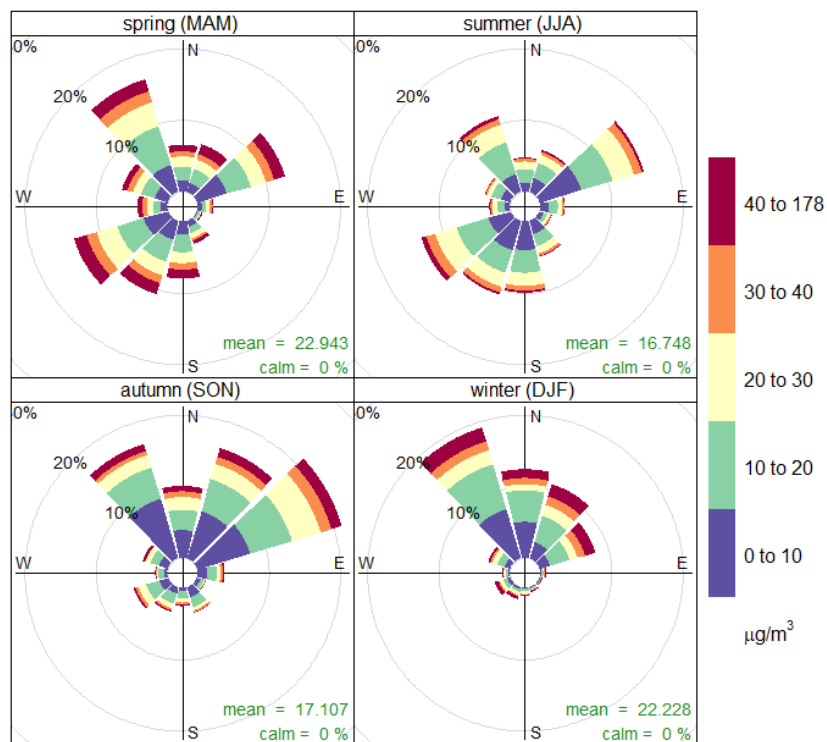 spring (MAM)
0%
20%
10%
N
W
E
S
mean = 22.943
calm = 0 %
summer (JJA)
20%
10%
N
W
E
S
mean = 16.748
calm = 0 %
autumn (SON)
0%
20%
10%
N
W
E
S
mean = 17.107
calm = 0 %
winter (DJF)
20%
10%
N
W
E
S
mean = 22.228
calm = 0 %
40 to 178
30 to 40
20 to 30
10 to 20
0 to 10
μg/m³